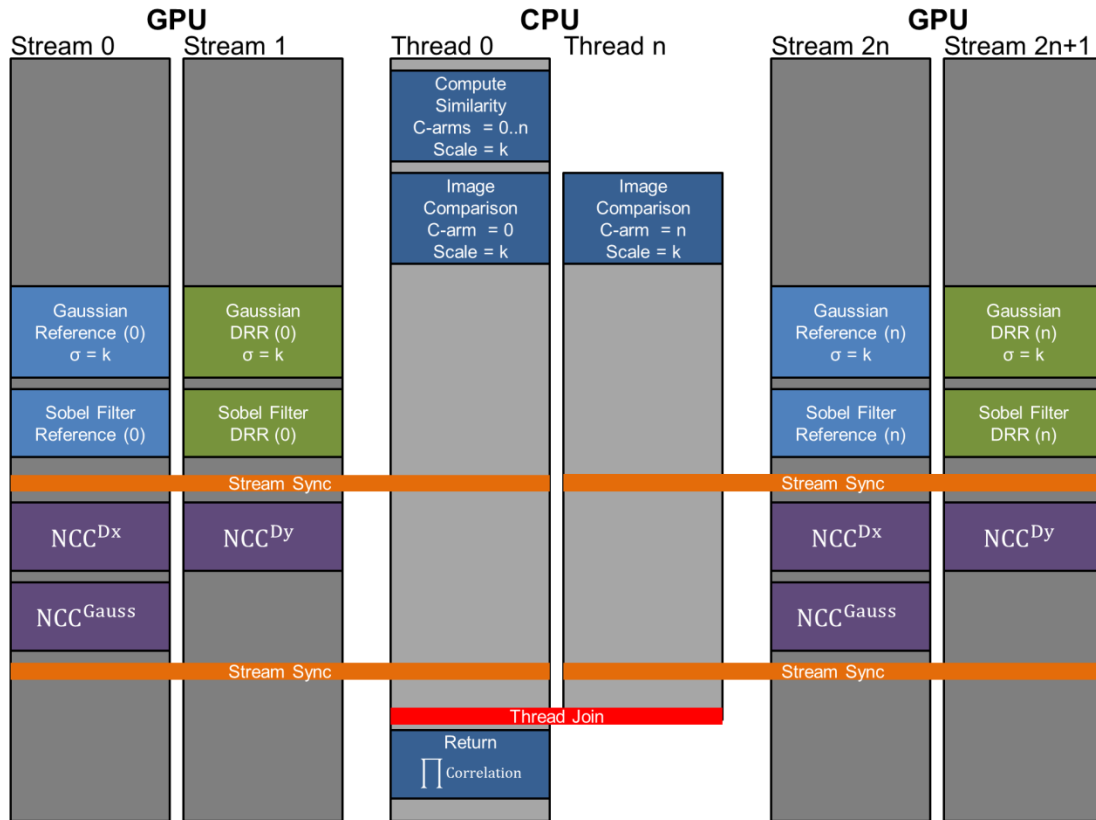 GPU
CPU
GPU
Stream 0
Stream 1
Thread 0
Thread n
Stream 2n
Stream 2n+1
Compute
Similarity
C-arms = 0..n
Scale = k
Image
Comparison
C-arm = 0
Scale = k
Image
Comparison
C-arm = n
Scale = k
Gaussian
Reference (0)
σ = k
Gaussian
DRR (0)
σ = k
Gaussian
Reference (n)
σ = k
Gaussian
DRR (n)
σ = k
Sobel Filter
Reference (0)
Sobel Filter
DRR (0)
Sobel Filter
Reference (n)
Sobel Filter
DRR (n)
Stream Sync
Stream Sync
NCC^Dx
NCC^Dy
NCC^Dx
NCC^Dy
NCC^Gauss
NCC^Gauss
Stream Sync
Stream Sync
Thread Join
Return
∏ Correlation